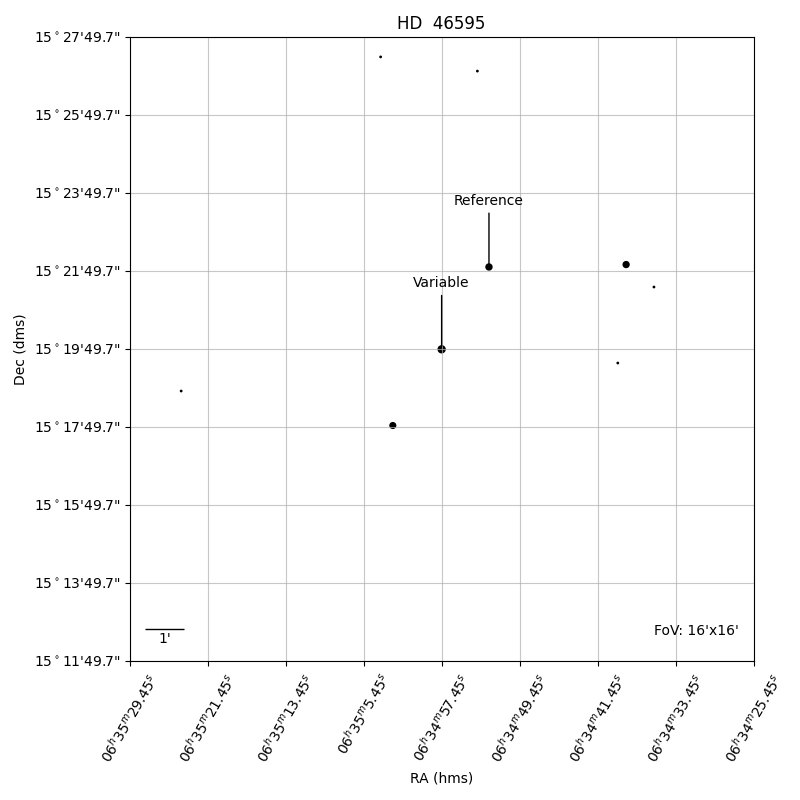 HD  46595
15°27'49.7"
15°25'49.7"
15°23'49.7"
Reference
15°21'49.7"
Variable
15°19'49.7"
15°17'49.7"
15°15'49.7"
15°13'49.7"
15°11'49.7"
Dec (dms)
1'
FoV: 16'x16'
06ʰ35ᵐ29.45ˢ
06ʰ35ᵐ21.45ˢ
06ʰ35ᵐ13.45ˢ
06ʰ35ᵐ5.45ˢ
06ʰ34ᵐ57.45ˢ
06ʰ34ᵐ49.45ˢ
06ʰ34ᵐ41.45ˢ
06ʰ34ᵐ33.45ˢ
06ʰ34ᵐ25.45ˢ
RA (hms)